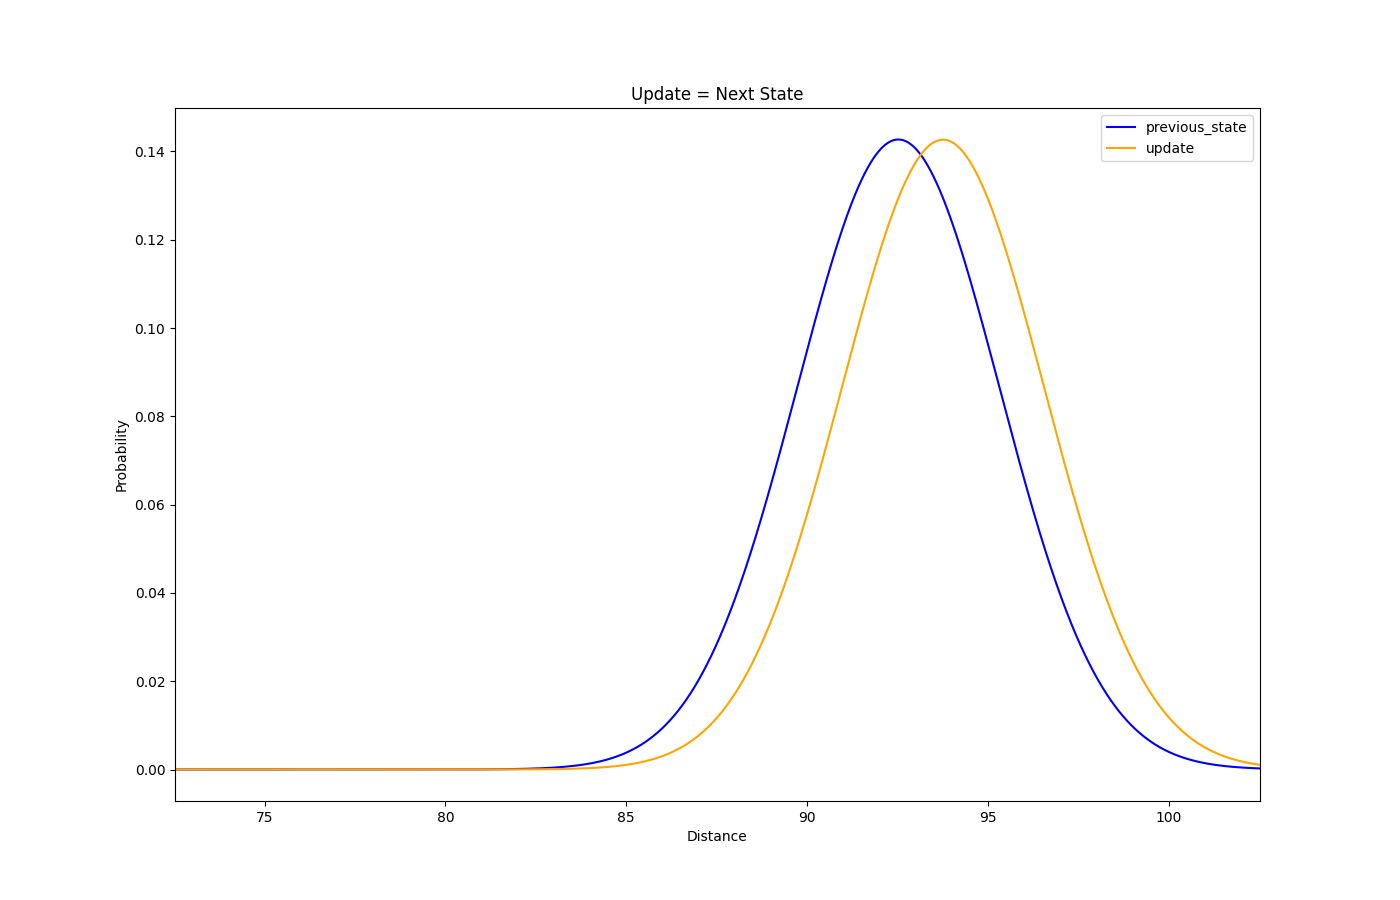 Update = Next State
previous_state
update
0.14
0.12
0.10
0.08
0.06
0.04
0.02
0.00
Probability
75 80 85 90 95 100
Distance